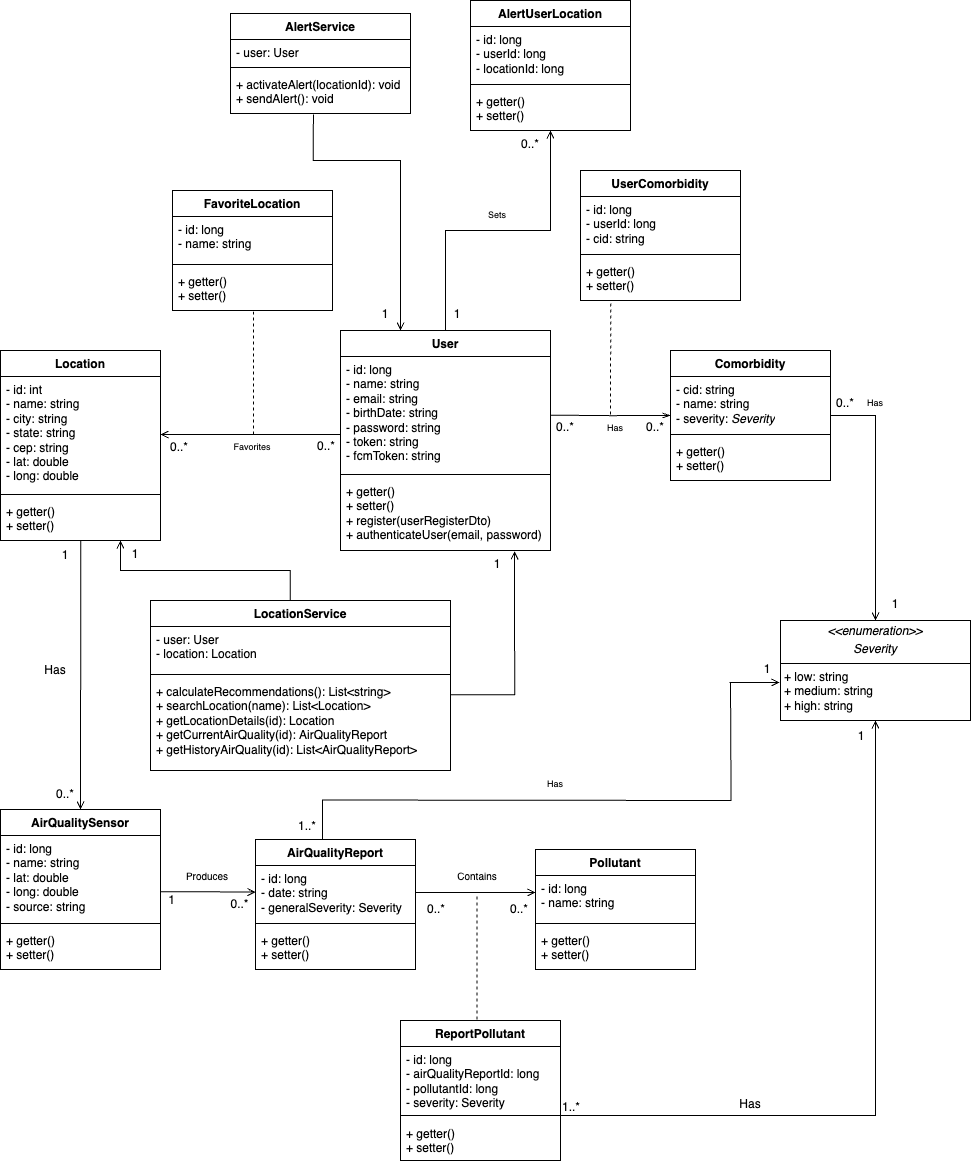 AlertService
- user: User
+ activateAlert(locationId): void
+ sendAlert(): void
AlertUserLocation
- id: long
- userId: long
- locationId: long
+ getter()
+ setter()
0..*
Sets
1
1
FavoriteLocation
- id: long
- name: string
+ getter()
+ setter()
UserComorbidity
- id: long
- userId: long
- cid: string
+ getter()
+ setter()
Location
- id: int
- name: string
- city: string
- state: string
- cep: string
- lat: double
- long: double
+ getter()
+ setter()
0..*
Favorites
0..*
User
- id: long
- name: string
- email: string
- birthDate: string
- password: string
- token: string
- fcmToken: string
+ getter()
+ setter()
+ register(userRegisterDto)
+ authenticateUser(email, password)
0..*
Has
0..*
Comorbidity
- cid: string
- name: string
- severity: Severity
+ getter()
+ setter()
0..*
Has
1
1
1
1
LocationService
- user: User
- location: Location
+ calculateRecommendations(): List<string>
+ searchLocation(name): List<Location>
+ getLocationDetails(id): Location
+ getCurrentAirQuality(id): AirQualityReport
+ getHistoryAirQuality(id): List<AirQualityReport>
<<enumeration>>
Severity
+ low: string
+ medium: string
+ high: string
1
1
Has
0..*
Has
1..*
AirQualitySensor
- id: long
- name: string
- lat: double
- long: double
- source: string
+ getter()
+ setter()
Produces
1
0..*
AirQualityReport
- id: long
- date: string
- generalSeverity: Severity
+ getter()
+ setter()
Contains
0..*
0..*
Pollutant
- id: long
- name: string
+ getter()
+ setter()
ReportPollutant
- id: long
- airQualityReportId: long
- pollutantId: long
- severity: Severity
+ getter()
+ setter()
1..*
Has